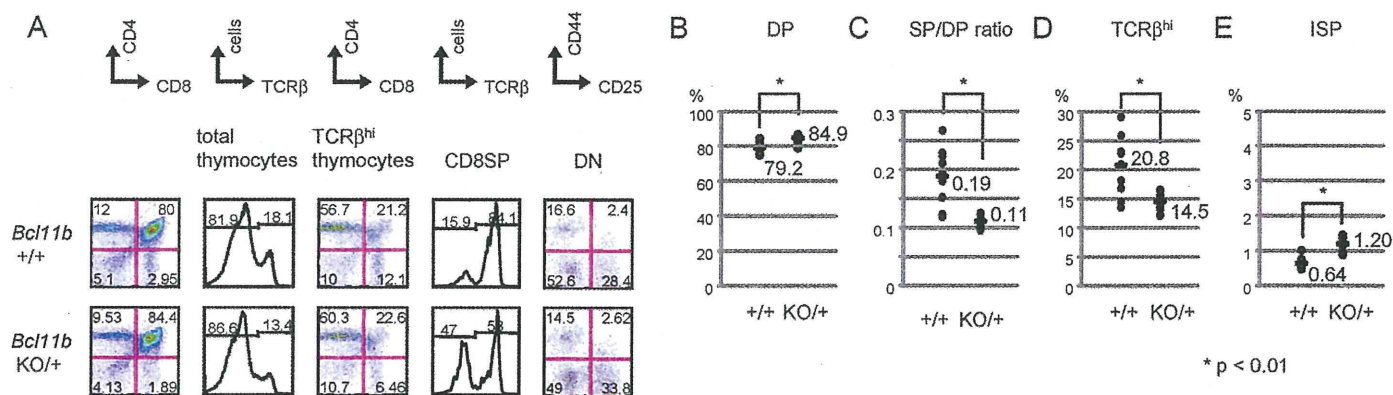 A
CD4
CD8
cells
TCRβ
CD4
CD8
cells
TCRβ
CD44
CD25
total thymocytes
TCRβhi thymocytes
CD8SP
DN
Bcl11b +/+
12 80
5.1 2.95
81.9 18.1
56.7 21.2
10 12.1
15.9 84.1
16.6 2.4
52.6 28.4
Bcl11b KO/+
9.53 84.4
4.13 1.89
86.6 13.4
60.3 22.6
10.7 6.46
47 53
14.5 2.62
49 33.8
B DP
%
100
80
60
40
20
0
*
79.2
84.9
+/+ KO/+
C SP/DP ratio
0.3
0.2
0.1
0
*
0.19
0.11
+/+ KO/+
D TCRβhi
%
30
25
20
15
10
5
0
*
20.8
14.5
+/+ KO/+
E ISP
%
5
4
3
2
1
0
*
0.64
1.20
+/+ KO/+
* p < 0.01